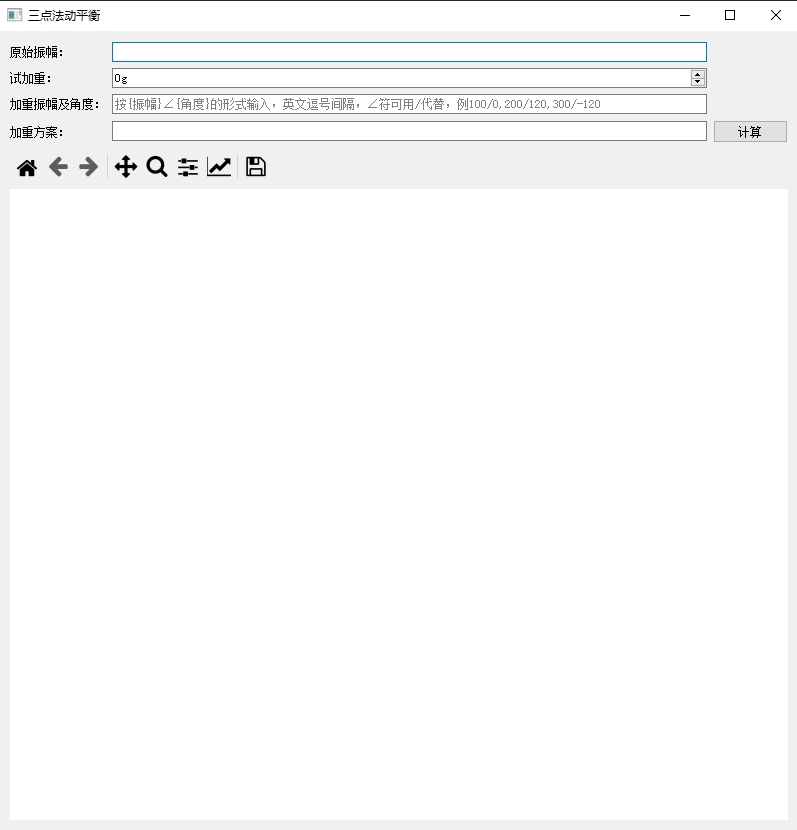 三点法动平衡
原始振幅：
试加重： 0g
加重振幅及角度： 按{振幅}∠{角度}的形式输入，英文逗号间隔，∠符可用/代替，例100/0,200/120,300/-120
加重方案： 计算